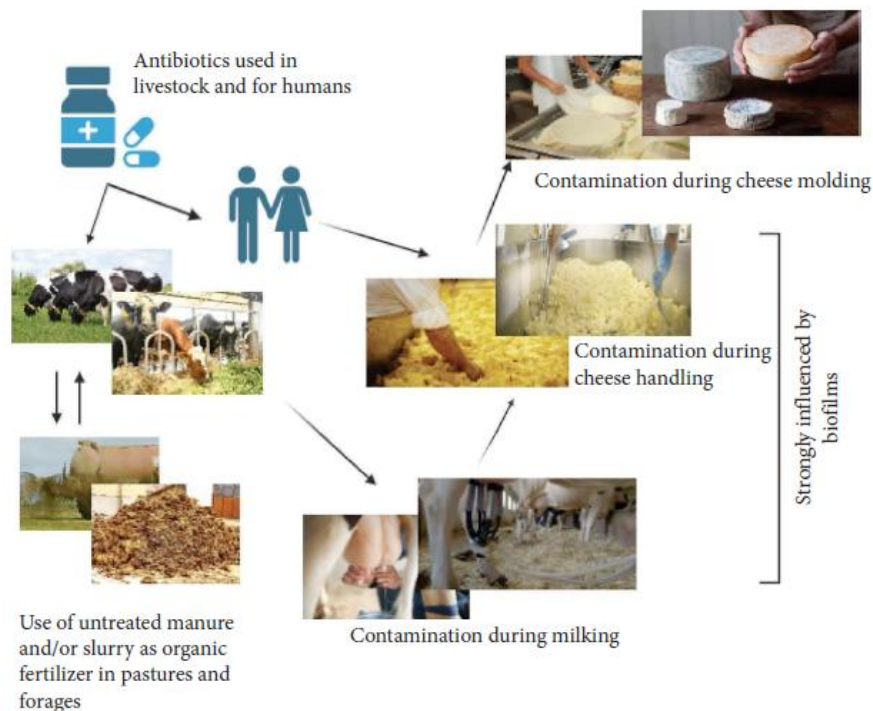 Antibiotics used in
livestock and for humans
Contamination during cheese molding
Contamination during
cheese handling
Strongly influenced by
biofilms
Use of untreated manure
and/or slurry as organic
fertilizer in pastures and
forages
Contamination during milking